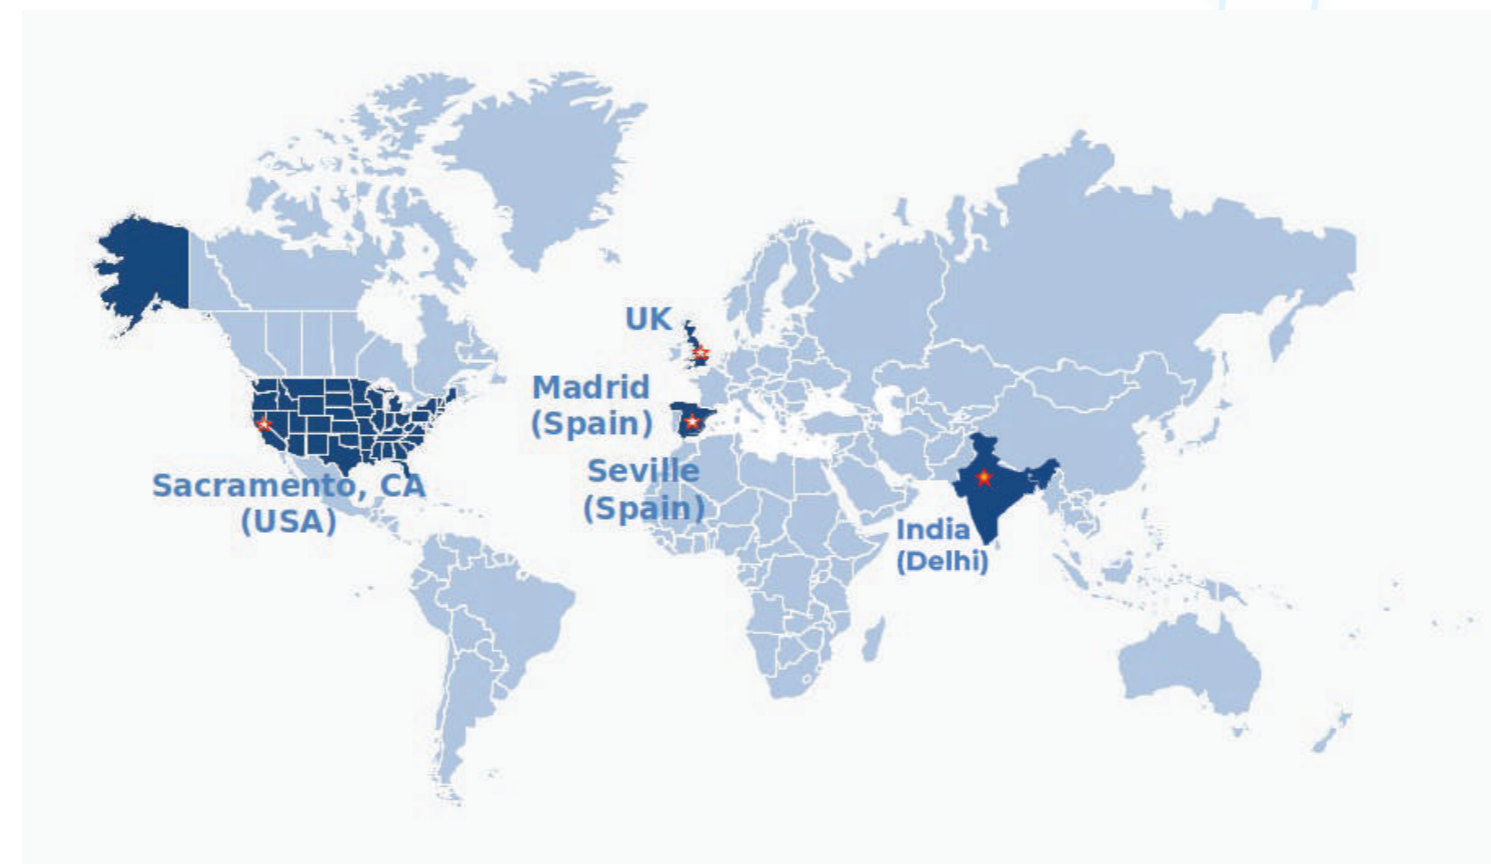 UK
Madrid
(Spain)
Seville
(Spain)
Sacramento, CA
(USA)
India
(Delhi)